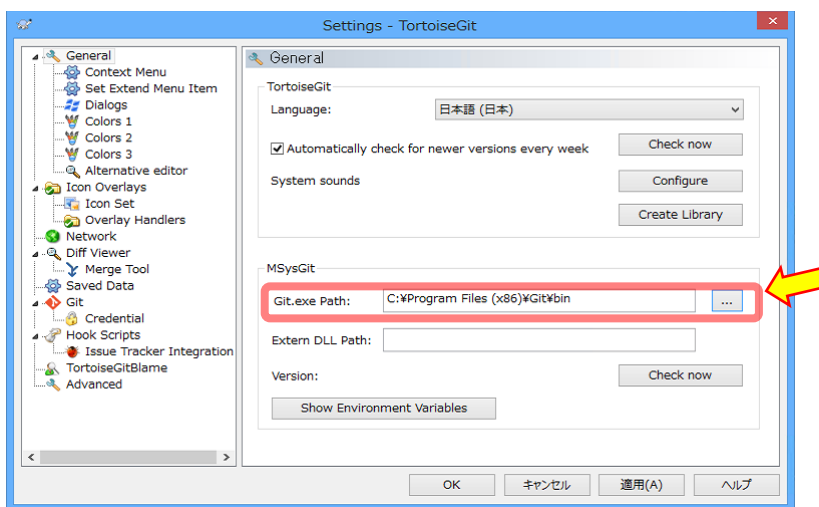 Settings - TortoiseGit
General
Context Menu
Set Extend Menu Item
Dialogs
Colors 1
Colors 2
Colors 3
Alternative editor
Icon Overlays
Icon Set
Overlay Handlers
Network
Diff Viewer
Merge Tool
Saved Data
Git
Credential
Hook Scripts
Issue Tracker Integration
TortoiseGitBlame
Advanced
General
TortoiseGit
Language: 日本語 (日本)
Automatically check for newer versions every week Check now
System sounds Configure
Create Library
MSysGit
Git.exe Path: C:¥Program Files (x86)¥Git¥bin ...
Extern DLL Path:
Version: Check now
Show Environment Variables
OK キャンセル 適用(A) ヘルプ